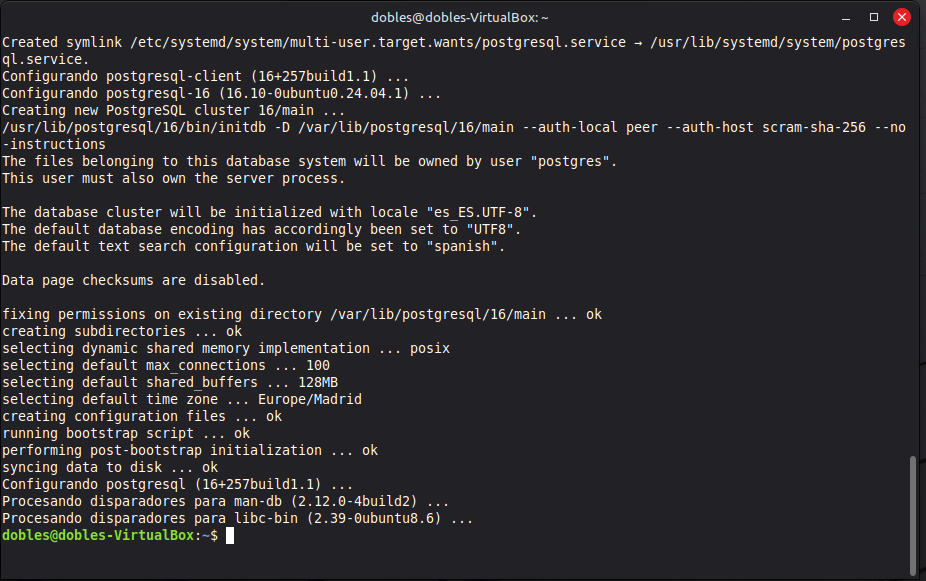 dobles@dobles-VirtualBox: ~
Created symlink /etc/systemd/system/multi-user.target.wants/postgresql.service → /usr/lib/systemd/system/postgres
ql.service.
Configurando postgresql-client (16+257build1.1) ...
Configurando postgresql-16 (16.10-0ubuntu0.24.04.1) ...
Creating new PostgreSQL cluster 16/main ...
/usr/lib/postgresql/16/bin/initdb -D /var/lib/postgresql/16/main --auth-local peer --auth-host scram-sha-256 --no
-instructions
The files belonging to this database system will be owned by user "postgres".
This user must also own the server process.

The database cluster will be initialized with locale "es_ES.UTF-8".
The default database encoding has accordingly been set to "UTF8".
The default text search configuration will be set to "spanish".

Data page checksums are disabled.

fixing permissions on existing directory /var/lib/postgresql/16/main ... ok
creating subdirectories ... ok
selecting dynamic shared memory implementation ... posix
selecting default max_connections ... 100
selecting default shared_buffers ... 128MB
selecting default time zone ... Europe/Madrid
creating configuration files ... ok
running bootstrap script ... ok
performing post-bootstrap initialization ... ok
syncing data to disk ... ok
Configurando postgresql (16+257build1.1) ...
Procesando disparadores para man-db (2.12.0-4build2) ...
Procesando disparadores para libc-bin (2.39-0ubuntu8.6) ...
dobles@dobles-VirtualBox:~$